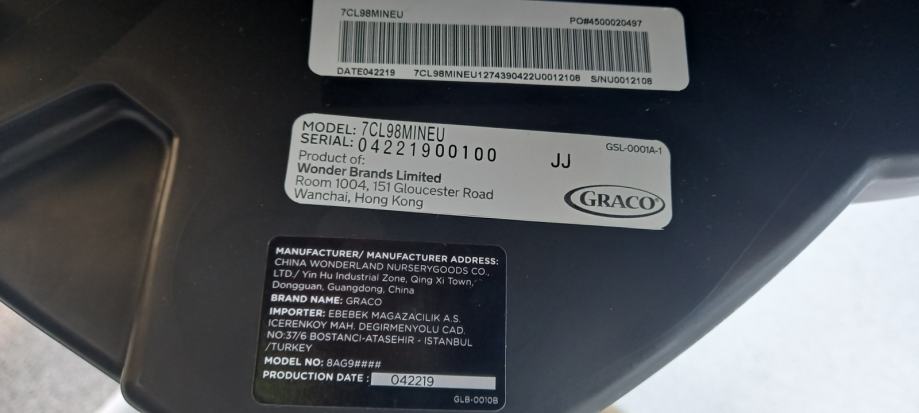 7CL98MINEU PO#4500020497
DATE042219 7CL98MINEU1274390422U0012108 S/NU0012108
MODEL: 7CL98MINEU
SERIAL: 04221900100 JJ GSL-0001A-1
Product of:
Wonder Brands Limited
Room 1004, 151 Gloucester Road
Wanchai, Hong Kong
GRACO®
MANUFACTURER/ MANUFACTURER ADDRESS:
CHINA WONDERLAND NURSERYGOODS CO.,
LTD./ Yin Hu Industrial Zone, Qing Xi Town,
Dongguan, Guangdong, China
BRAND NAME: GRACO
IMPORTER: EBEBEK MAGAZACILIK A.S.
ICERENKOY MAH. DEGIRMENYOLU CAD.
NO:37/6 BOSTANCI-ATASEHIR - ISTANBUL
/TURKEY
MODEL NO: 8AG9####
PRODUCTION DATE : 042219
GLB-0010B